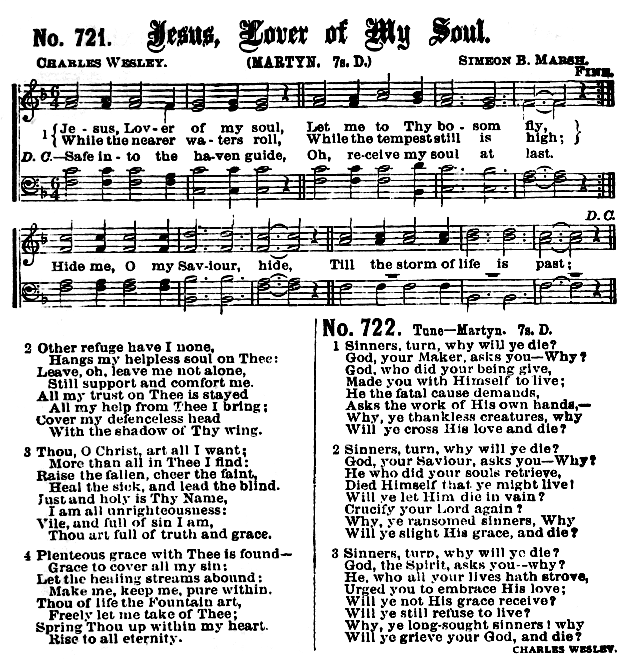 No. 721. Jesus, Lover of My Soul.
CHARLES WESLEY. (MARTYN. 7s. D.) SIMEON B. MARSH.
FINE.
1 { Je - sus, Lov - er of my soul, Let me to Thy bo - som fly, }
{ While the nearer wa - ters roll, While the tempest still is high; }
D. C.—Safe in - to the ha-ven guide, Oh, re-ceive my soul at last.
D. C.
Hide me, O my Sav-iour, hide, Till the storm of life is past;
2 Other refuge have I none,
Hangs my helpless soul on Thee:
Leave, oh, leave me not alone,
Still support and comfort me.
All my trust on Thee is stayed
All my help from Thee I bring;
Cover my defenceless head
With the shadow of Thy wing.
3 Thou, O Christ, art all I want;
More than all in Thee I find:
Raise the fallen, cheer the faint,
Heal the sick, and lead the blind.
Just and holy is Thy Name,
I am all unrighteousness:
Vile, and full of sin I am,
Thou art full of truth and grace.
4 Plenteous grace with Thee is found—
Grace to cover all my sin:
Let the healing streams abound:
Make me, keep me, pure within.
Thou of life the Fountain art,
Freely let me take of Thee;
Spring Thou up within my heart.
Rise to all eternity.
No. 722. Tune—Martyn. 7s. D.
1 Sinners, turn, why will ye die?
God, your Maker, asks you—Why?
God, who did your being give,
Made you with Himself to live;
He the fatal cause demands,
Asks the work of His own hands,—
Why, ye thankless creatures, why
Will ye cross His love and die?
2 Sinners, turn, why will ye die?
God, your Saviour, asks you—Why?
He who did your souls retrieve,
Died Himself that ye might live!
Will ye let Him die in vain?
Crucify your Lord again?
Why, ye ransomed sinners, Why
Will ye slight His grace, and die?
3 Sinners, turn, why will ye die?
God, the Spirit, asks you—why?
He, who all your lives hath strove,
Urged you to embrace His love;
Will ye not His grace receive?
Will ye still refuse to live?
Why, ye long-sought sinners! why
Will ye grieve your God, and die?
CHARLES WESLEY.